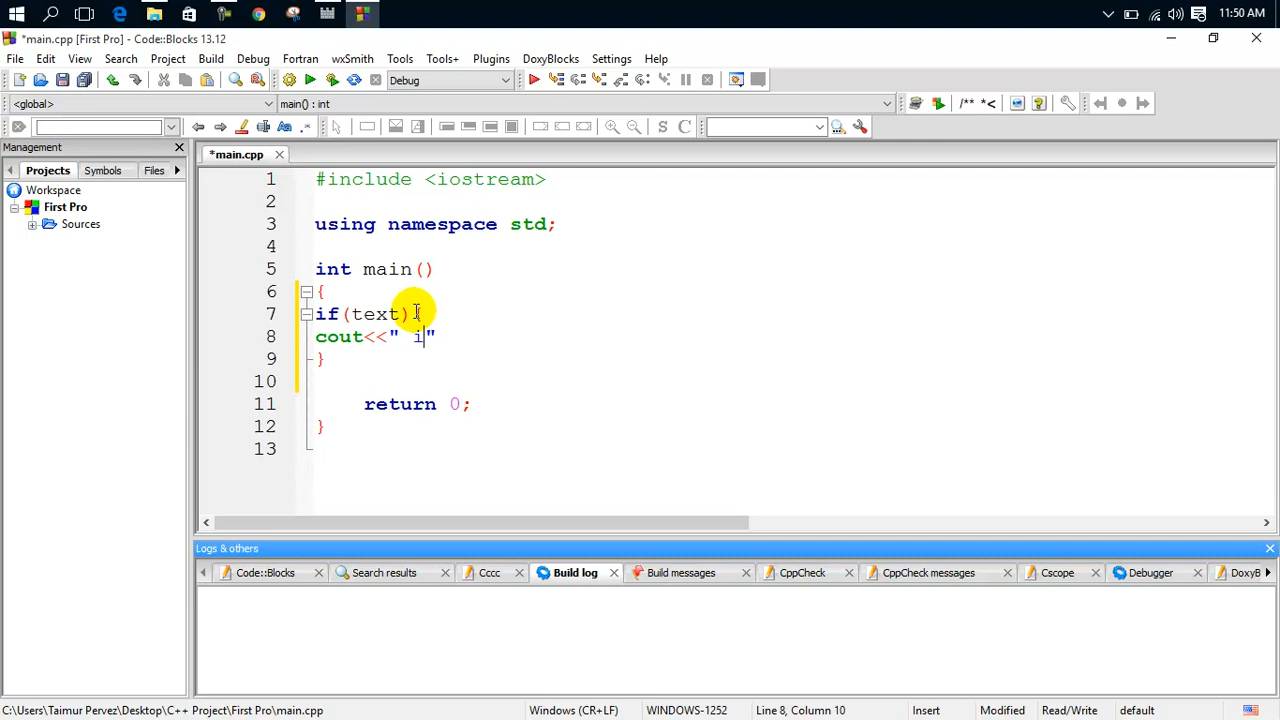 11:50 AM
*main.cpp [First Pro] - Code::Blocks 13.12
File Edit View Search Project Build Debug Fortran wxSmith Tools Tools+ Plugins DoxyBlocks Settings Help
Debug
<global> main() : int /** *<
.* S C
Management *main.cpp
Projects Symbols Files
Workspace
First Pro
Sources
1 #include <iostream>
2
3 using namespace std;
4
5 int main()
6 {
7 if(text){
8 cout<<" i"
9 }
10
11 return 0;
12 }
13
Logs & others
Code::Blocks Search results Cccc Build log Build messages CppCheck CppCheck messages Cscope Debugger DoxyB
C:\Users\Taimur Pervez\Desktop\C++ Project\First Pro\main.cpp Windows (CR+LF) WINDOWS-1252 Line 8, Column 10 Insert Modified Read/Write default